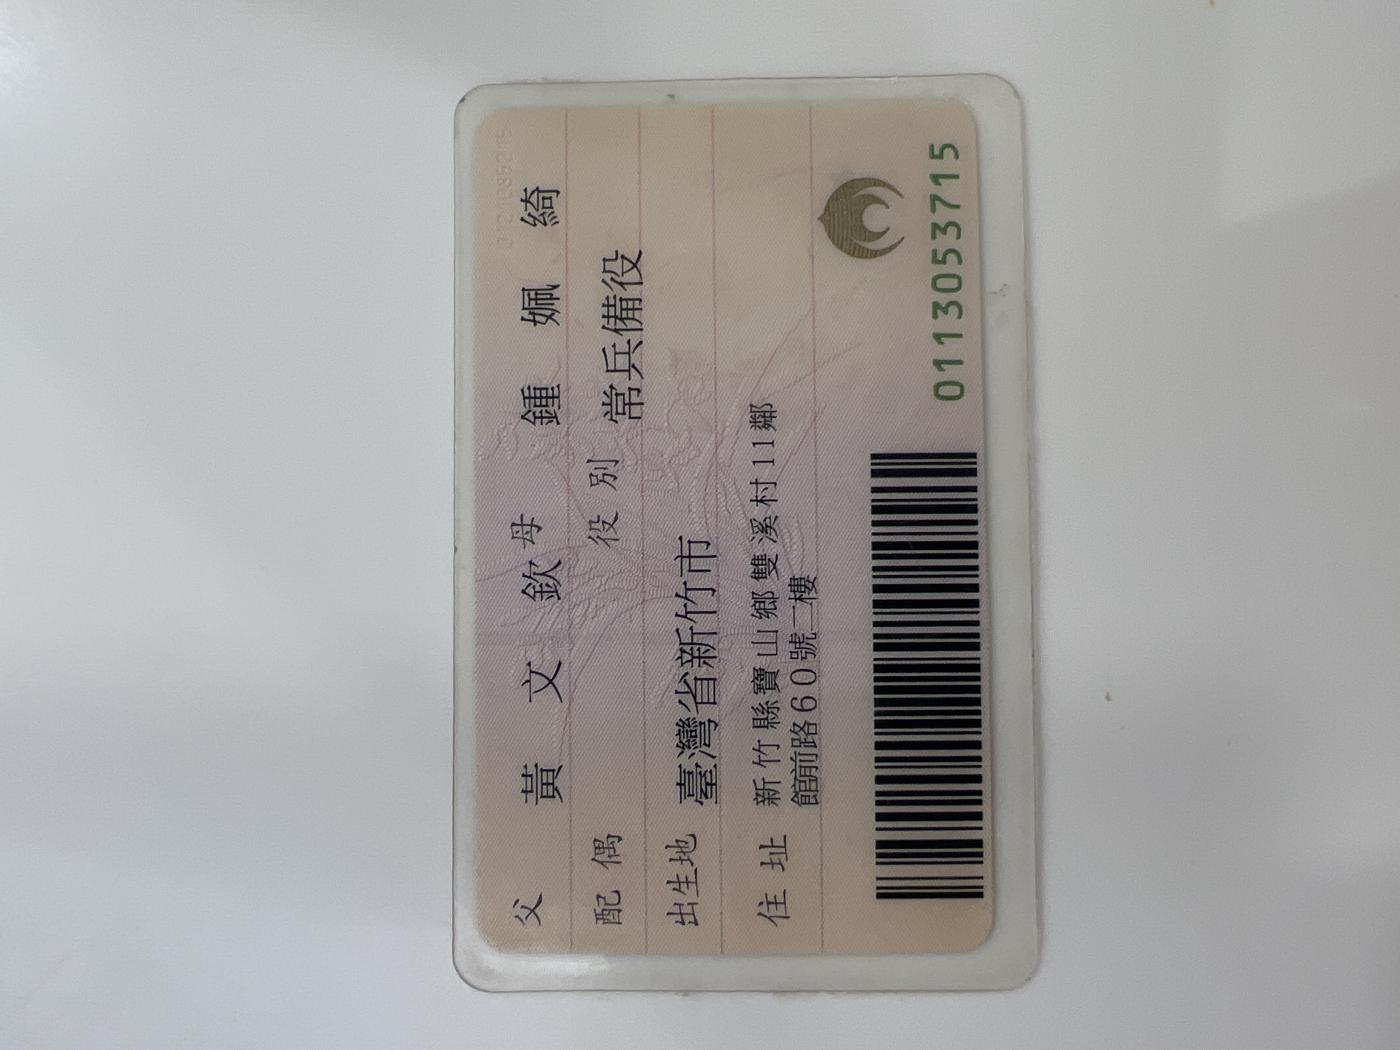 父 黃文欽 母 鍾姵綺
配偶 役別 常兵備役
出生地 臺灣省新竹市
住址 新竹縣寶山鄉雙溪村11鄰
館前路60號二樓
0113053715